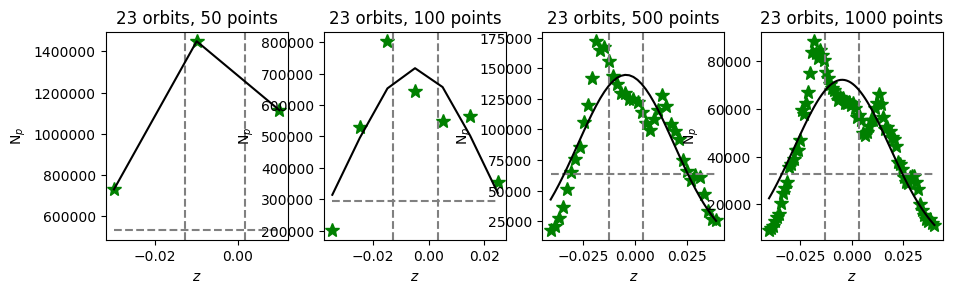 23 orbits, 50 points
23 orbits, 100 points
23 orbits, 500 points
23 orbits, 1000 points
1400000
1200000
1000000
800000
600000
N_p
−0.02
0.00
z
800000
700000
600000
500000
400000
300000
200000
N_p
−0.02
0.00
0.02
z
175000
150000
125000
100000
75000
50000
25000
N_p
−0.025
0.000
0.025
z
80000
60000
40000
20000
N_p
−0.025
0.000
0.025
z